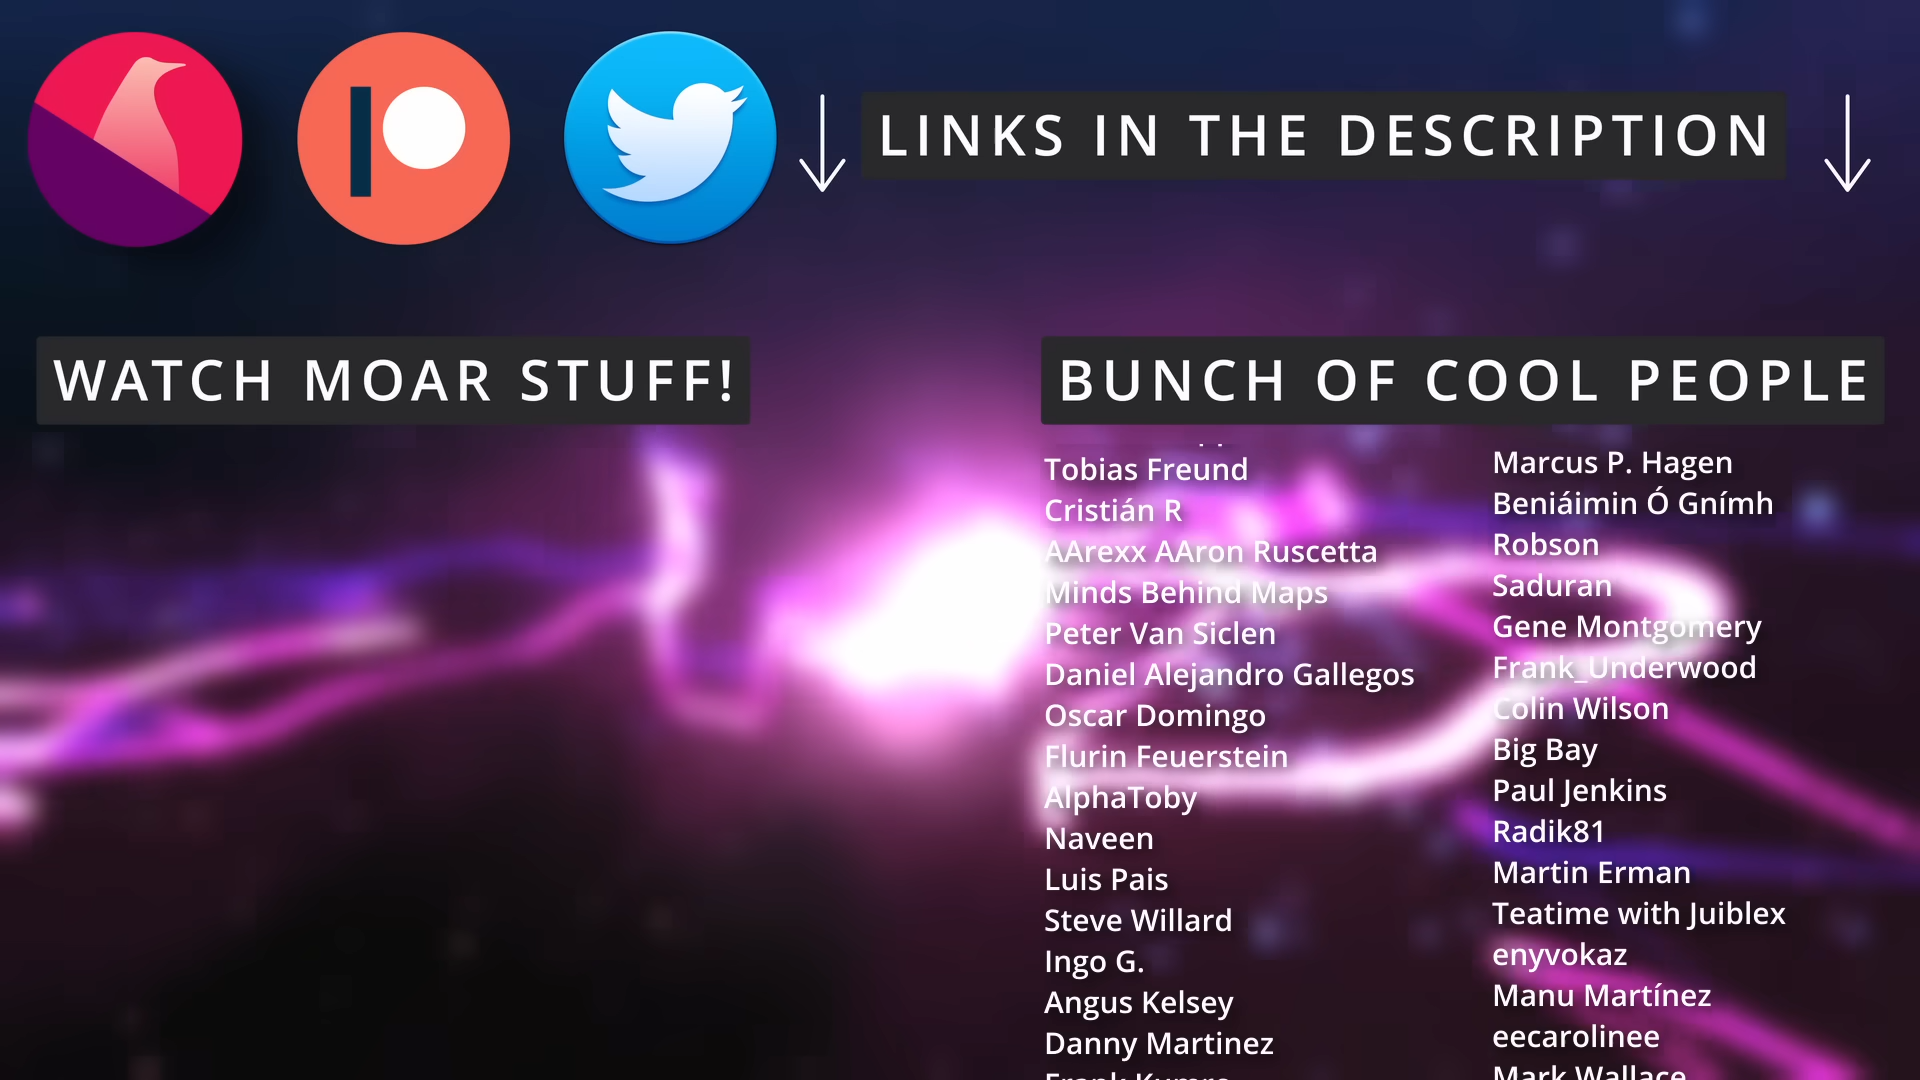 LINKS IN THE DESCRIPTION
WATCH MOAR STUFF!
BUNCH OF COOL PEOPLE
Tobias Freund
Cristián R
AArexx AAron Ruscetta
Minds Behind Maps
Peter Van Siclen
Daniel Alejandro Gallegos
Oscar Domingo
Flurin Feuerstein
AlphaToby
Naveen
Luis Pais
Steve Willard
Ingo G.
Angus Kelsey
Danny Martinez
Marcus P. Hagen
Beniáimin Ó Gnímh
Robson
Saduran
Gene Montgomery
Frank_Underwood
Colin Wilson
Big Bay
Paul Jenkins
Radik81
Martin Erman
Teatime with Juiblex
enyvokaz
Manu Martínez
eecarolinee
Mark Wallace